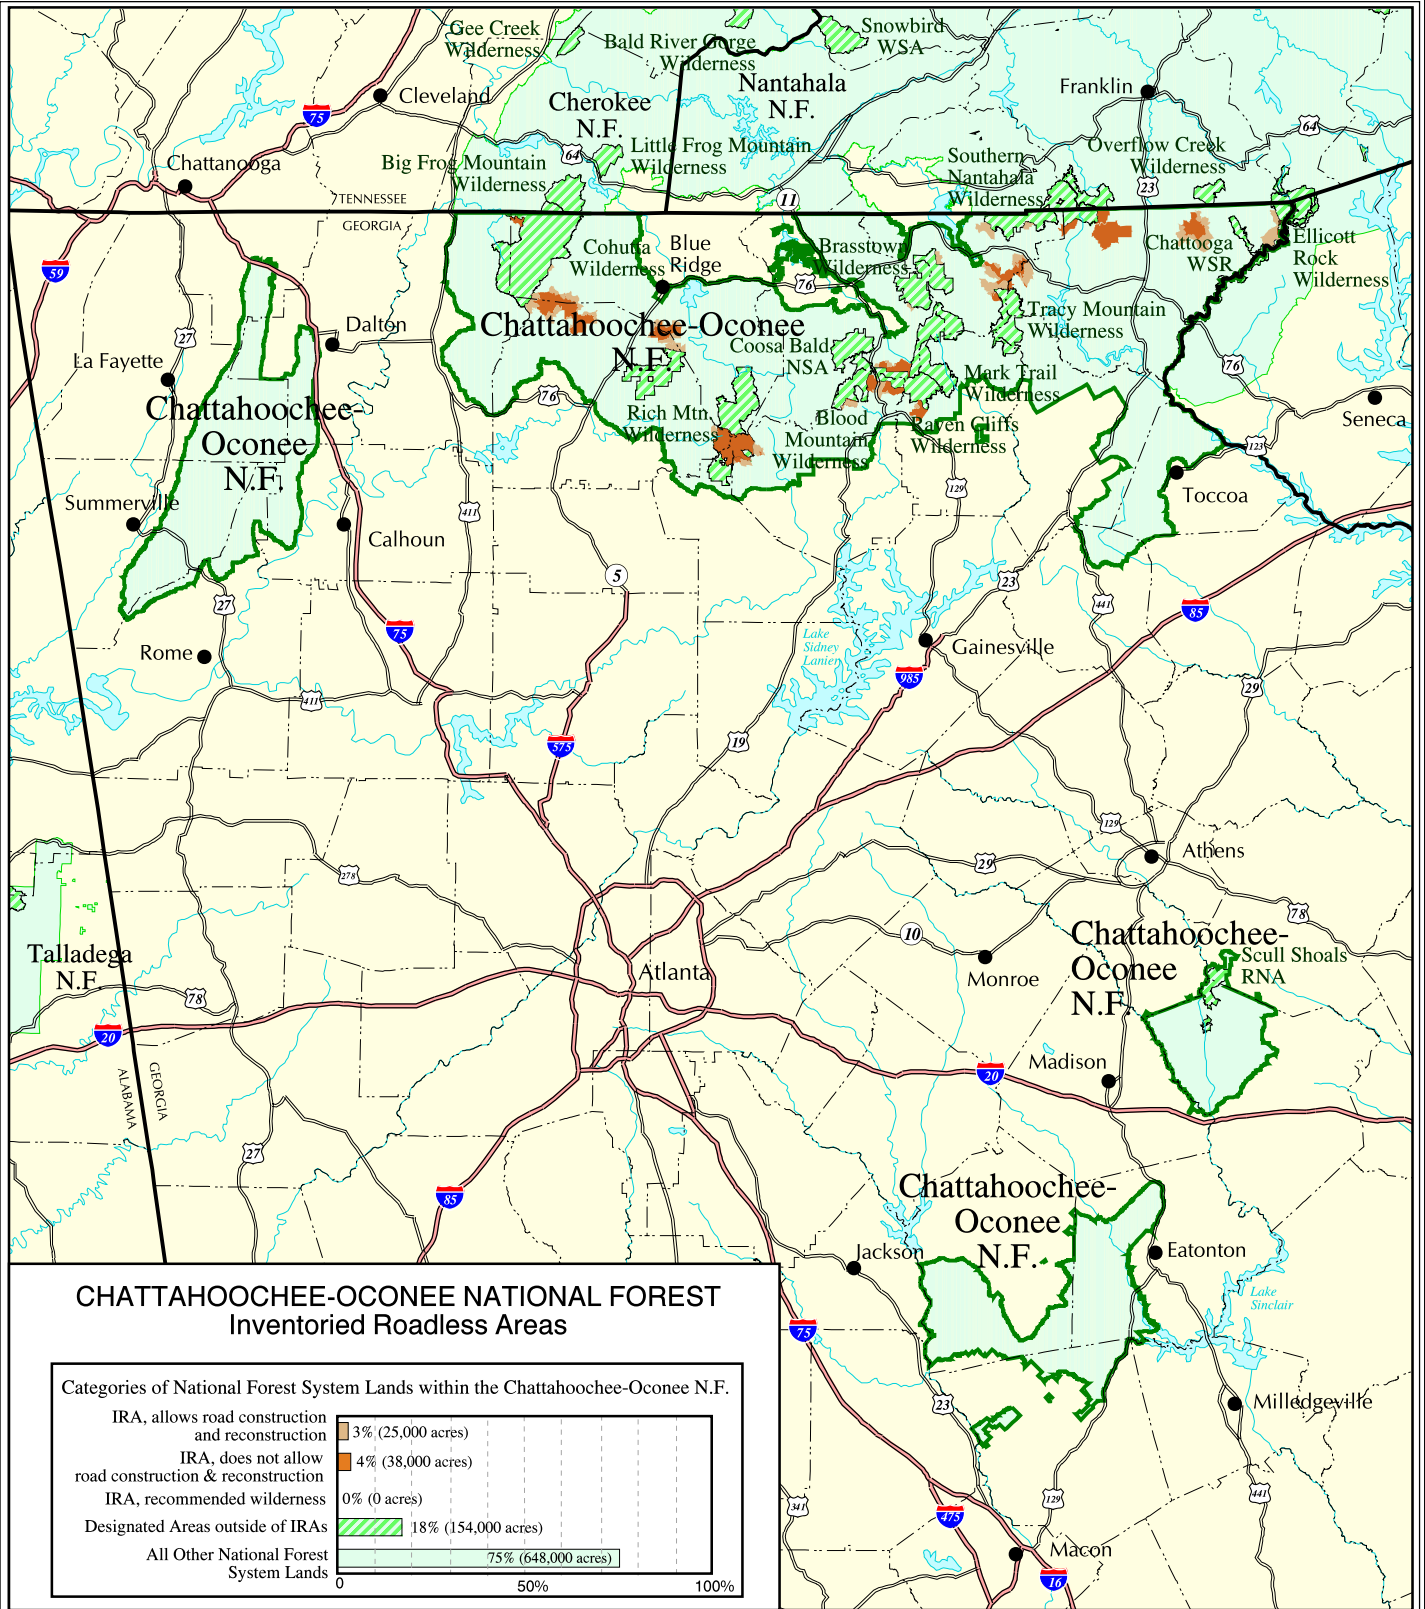 Gee Creek
Wilderness
Bald River Gorge
Wilderness
Snowbird
WSA
Nantahala
N.F.
Franklin
Cleveland
75
Cherokee
N.F.
64
Little Frog Mountain
Wilderness
64
Big Frog Mountain
Wilderness
Southern
Nantahala
Wilderness
Overflow Creek
Wilderness
23
Chattanooga
TENNESSEE
GEORGIA
11
59
Cohutta
Wilderness
Blue
Ridge
Brasstown
Wilderness
76
Chattooga
WSR
Ellicott
Rock
Wilderness
27
Dalton
La Fayette
Chattahoochee-Oconee
N.F.
Tracy Mountain
Wilderness
Coosa Bald
NSA
Mark Trail
Wilderness
76
Seneca
Chattahoochee-
Oconee
N.F.
76
Rich Mtn.
Wilderness
Blood
Mountain
Wilderness
Raven Cliffs
Wilderness
123
Toccoa
Summerville
Calhoun
411
129
5
23
441
85
27
75
Rome
Lake
Sidney
Lanier
Gainesville
985
411
29
575
19
129
Athens
278
29
78
10
Monroe
Talladega
N.F.
78
Atlanta
Chattahoochee-
Oconee
N.F.
Scull Shoals
RNA
20
GEORGIA
ALABAMA
Madison
20
27
85
Chattahoochee-
Oconee
N.F.
Jackson
Eatonton
Lake
Sinclair
75
23
Milledgeville
341
129
441
475
Macon
16
CHATTAHOOCHEE-OCONEE NATIONAL FOREST
Inventoried Roadless Areas
Categories of National Forest System Lands within the Chattahoochee-Oconee N.F.
IRA, allows road construction
and reconstruction
3% (25,000 acres)
IRA, does not allow
road construction & reconstruction
4% (38,000 acres)
IRA, recommended wilderness
0% (0 acres)
Designated Areas outside of IRAs
18% (154,000 acres)
All Other National Forest
System Lands
75% (648,000 acres)
0 50% 100%